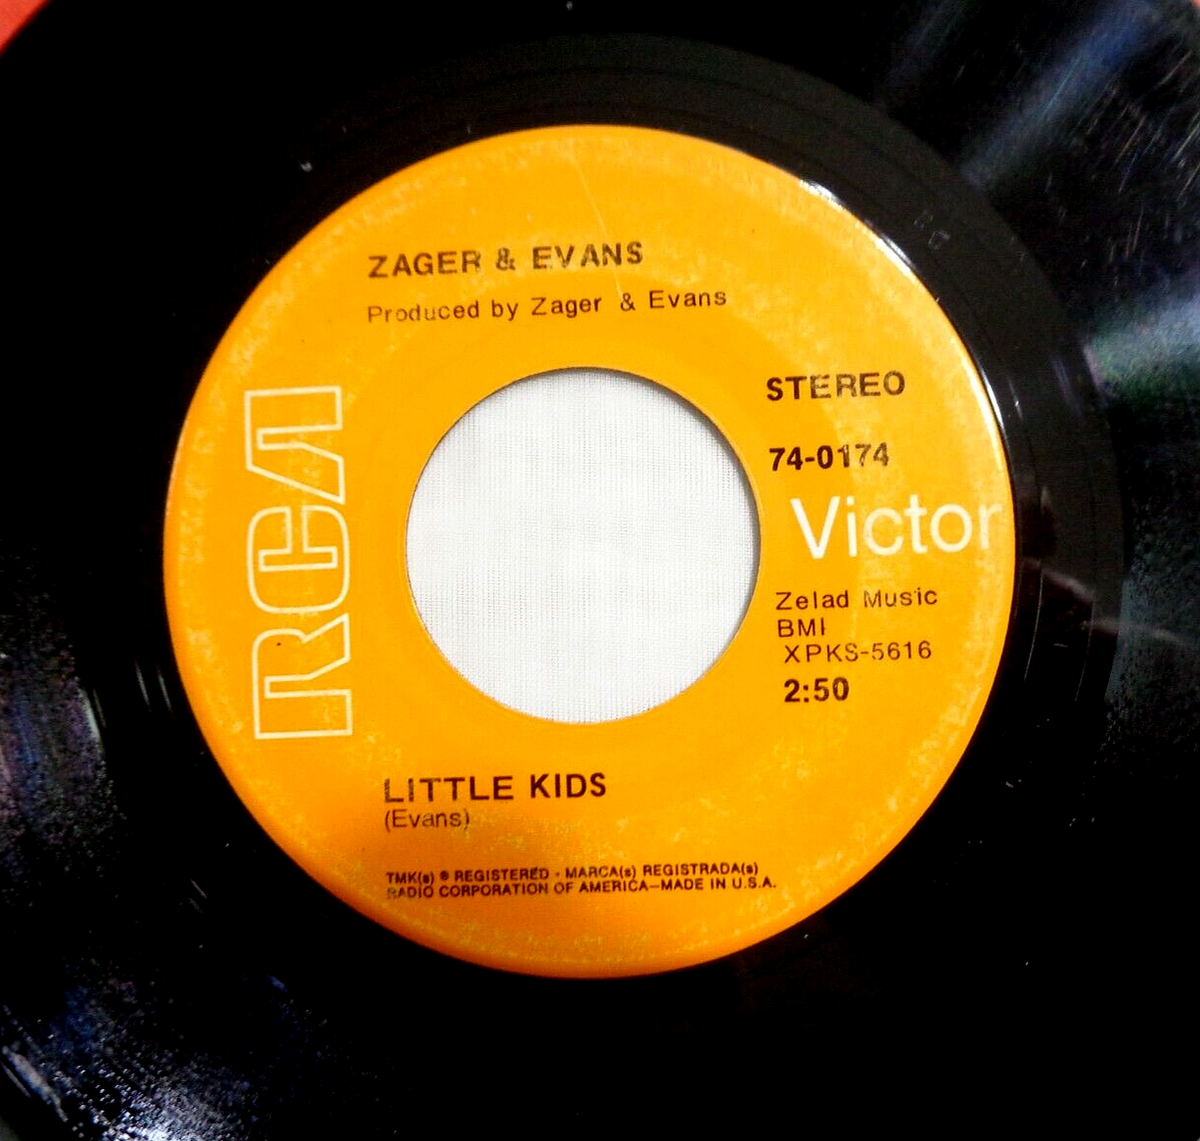 ZAGER & EVANS
Produced by Zager & Evans
RCA
STEREO
74-0174
Victor
Zelad Music
BMI
XPKS-5616
2:50
LITTLE KIDS
(Evans)
TMK(s) ® REGISTERED • MARCA(s) REGISTRADA(s)
RADIO CORPORATION OF AMERICA—MADE IN U.S.A.